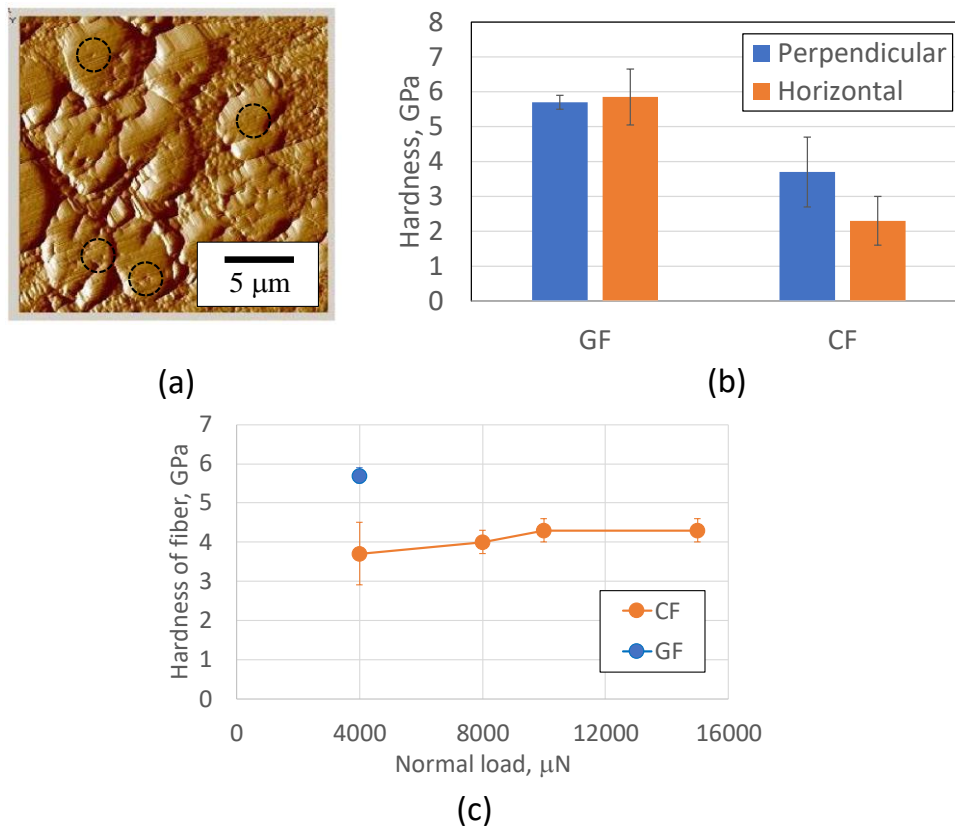 5 μm
(a)
8
7
6
5
4
3
2
1
0
Hardness, GPa
Perpendicular
Horizontal
GF CF
(b)
7
6
5
4
3
2
1
0
Hardness of fiber, GPa
CF
GF
0 4000 8000 12000 16000
Normal load, μN
(c)